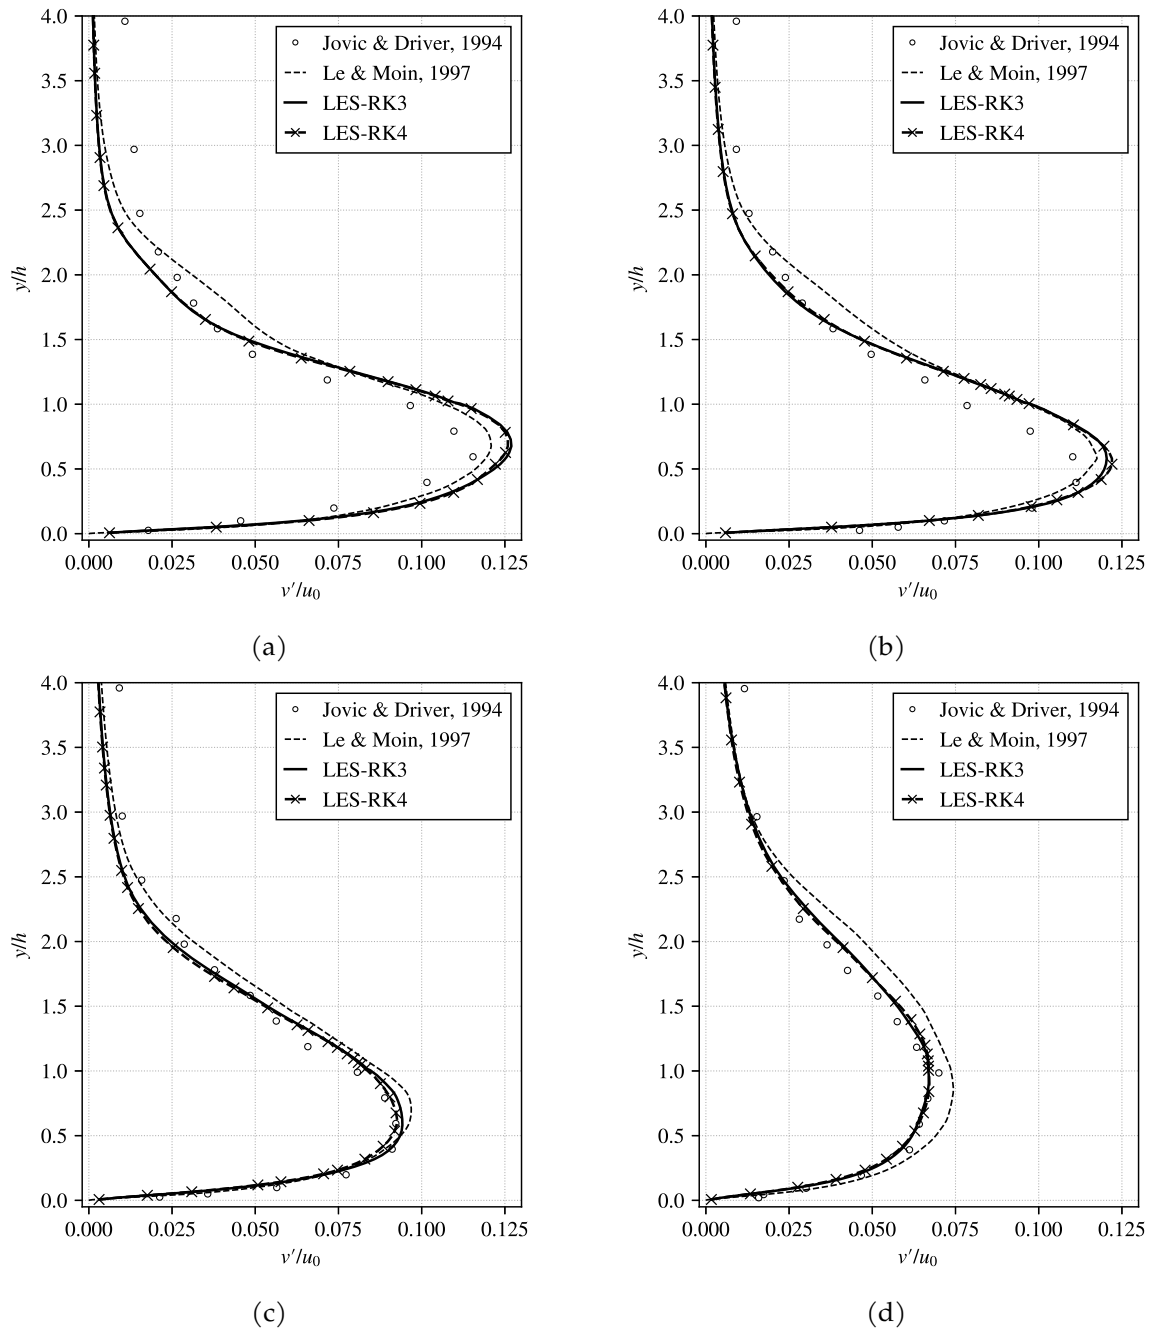 4.0
3.5
3.0
2.5
2.0
1.5
1.0
0.5
0.0
y/h
0.000 0.025 0.050 0.075 0.100 0.125
v′/u₀
Jovic & Driver, 1994
Le & Moin, 1997
LES-RK3
LES-RK4
(a)
4.0
3.5
3.0
2.5
2.0
1.5
1.0
0.5
0.0
y/h
0.000 0.025 0.050 0.075 0.100 0.125
v′/u₀
Jovic & Driver, 1994
Le & Moin, 1997
LES-RK3
LES-RK4
(b)
4.0
3.5
3.0
2.5
2.0
1.5
1.0
0.5
0.0
y/h
0.000 0.025 0.050 0.075 0.100 0.125
v′/u₀
Jovic & Driver, 1994
Le & Moin, 1997
LES-RK3
LES-RK4
(c)
4.0
3.5
3.0
2.5
2.0
1.5
1.0
0.5
0.0
y/h
0.000 0.025 0.050 0.075 0.100 0.125
v′/u₀
Jovic & Driver, 1994
Le & Moin, 1997
LES-RK3
LES-RK4
(d)